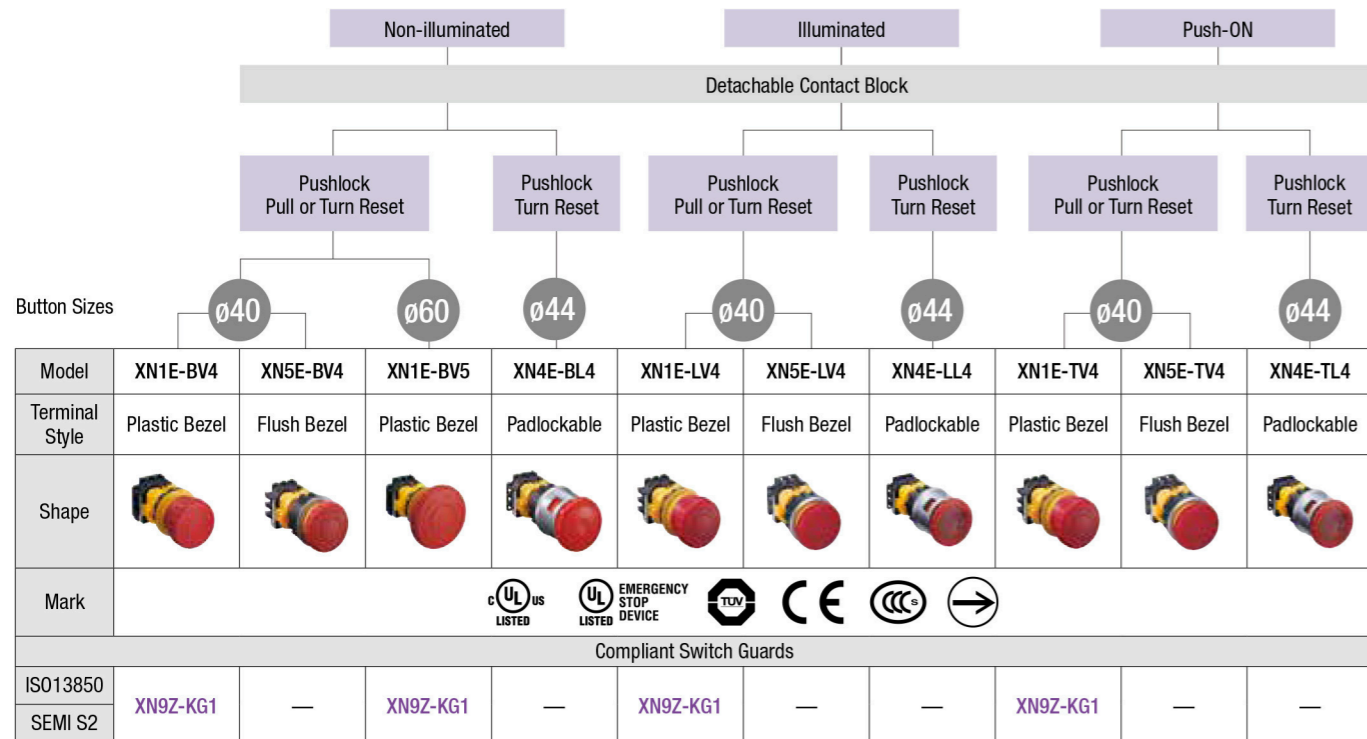 Non-illuminated
Illuminated
Push-ON
Detachable Contact Block
Pushlock
Pull or Turn Reset
Pushlock
Turn Reset
Pushlock
Pull or Turn Reset
Pushlock
Turn Reset
Pushlock
Pull or Turn Reset
Pushlock
Turn Reset
Button Sizes
ø40
ø60
ø44
ø40
ø44
ø40
ø44
Model XN1E-BV4 XN5E-BV4 XN1E-BV5 XN4E-BL4 XN1E-LV4 XN5E-LV4 XN4E-LL4 XN1E-TV4 XN5E-TV4 XN4E-TL4
Terminal
Style
Plastic Bezel Flush Bezel Plastic Bezel Padlockable Plastic Bezel Flush Bezel Padlockable Plastic Bezel Flush Bezel Padlockable
Shape
Mark
C UL US
LISTED
UL
LISTED
EMERGENCY
STOP
DEVICE
TÜV
CE
CCC S
Compliant Switch Guards
ISO13850
SEMI S2
XN9Z-KG1 — XN9Z-KG1 — XN9Z-KG1 — — XN9Z-KG1 — —